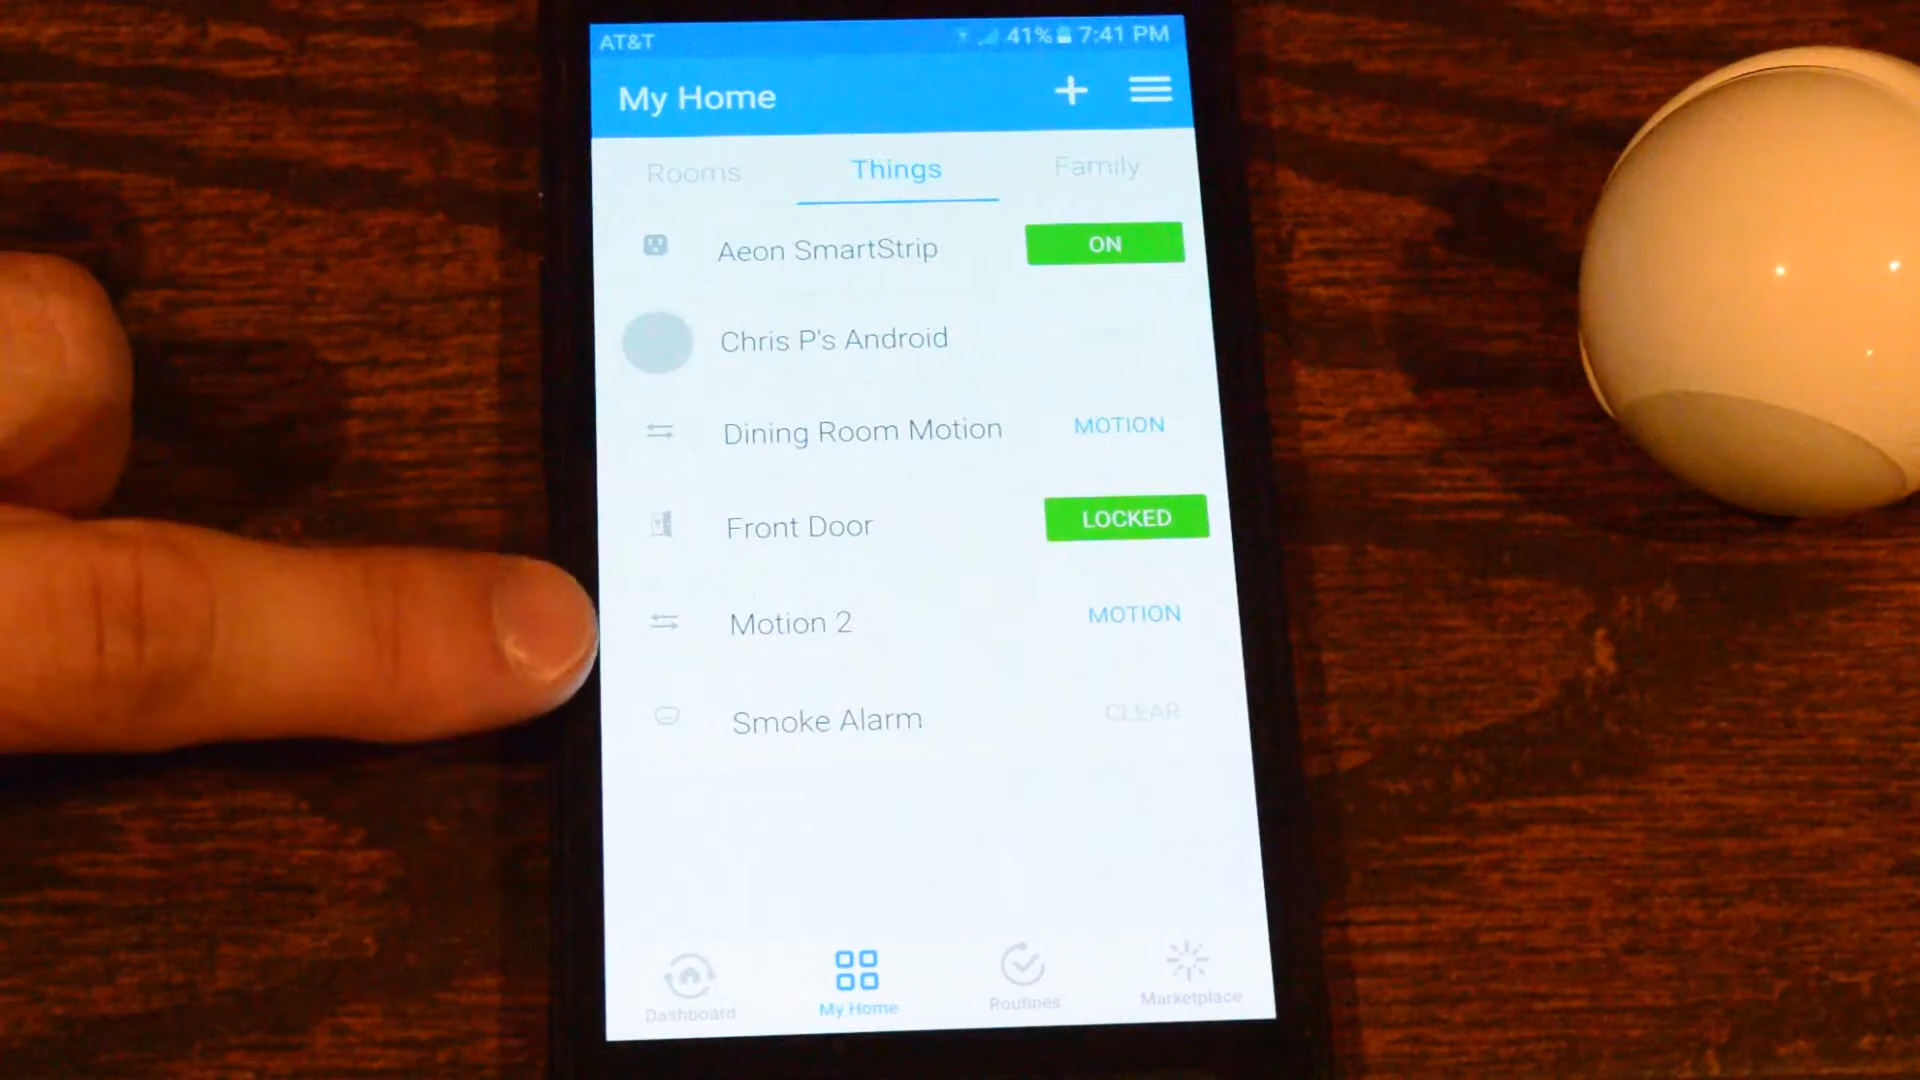 AT&T 41% 7:41 PM
My Home
Rooms Things Family
Aeon SmartStrip ON
Chris P's Android
Dining Room Motion MOTION
Front Door LOCKED
Motion 2 MOTION
Smoke Alarm CLEAR
Dashboard My Home Routines Marketplace